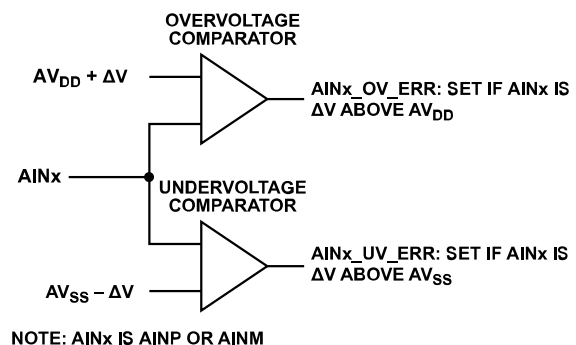 OVERVOLTAGE
COMPARATOR
AVDD + ΔV
AINx_OV_ERR: SET IF AINx IS
ΔV ABOVE AVDD
AINx
UNDERVOLTAGE
COMPARATOR
AINx_UV_ERR: SET IF AINx IS
ΔV ABOVE AVSS
AVSS – ΔV
NOTE: AINx IS AINP OR AINM